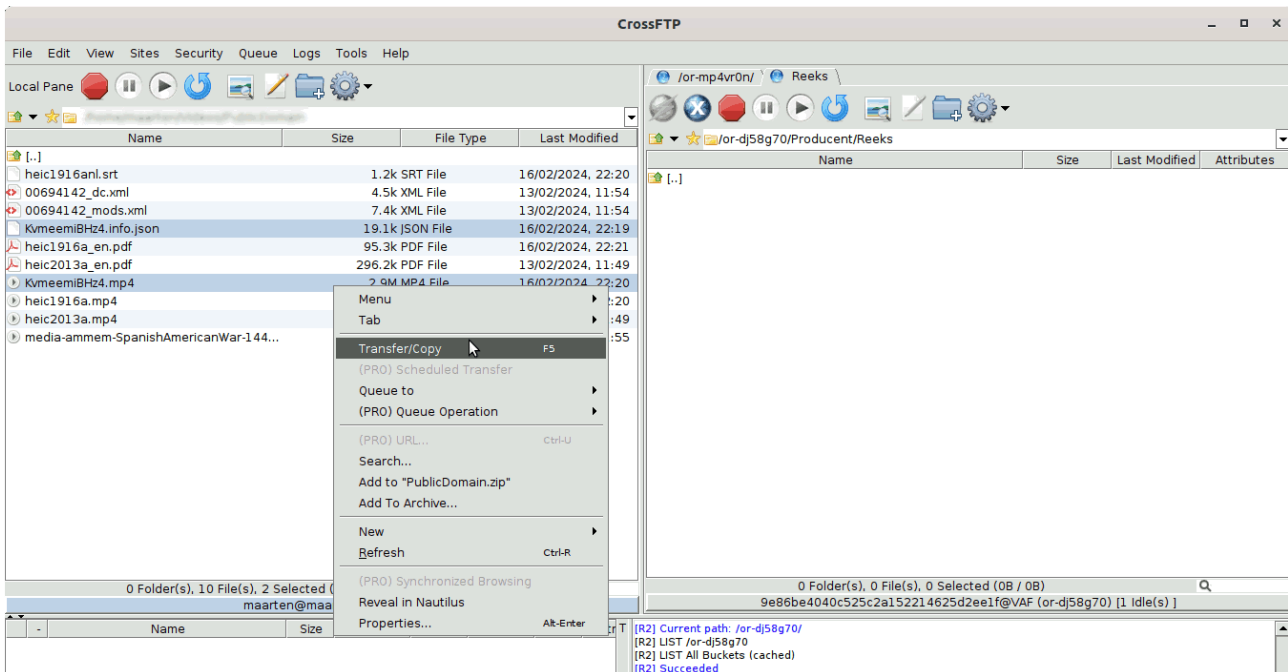 CrossFTP
File Edit View Sites Security Queue Logs Tools Help
Local Pane
Name Size File Type Last Modified
[..]
heic1916anl.srt 1.2k SRT File 16/02/2024, 22:20
00694142_dc.xml 4.5k XML File 13/02/2024, 11:54
00694142_mods.xml 7.4k XML File 13/02/2024, 11:54
KvmeemiBHz4.info.json 19.1k JSON File 16/02/2024, 22:19
heic1916a_en.pdf 95.3k PDF File 16/02/2024, 22:21
heic2013a_en.pdf 296.2k PDF File 13/02/2024, 11:49
KvmeemiBHz4.mp4 2.9M MP4 File 16/02/2024, 22:20
heic1916a.mp4 :20
heic2013a.mp4 :49
media-ammem-SpanishAmericanWar-144... :55
Menu
Tab
Transfer/Copy F5
(PRO) Scheduled Transfer
Queue to
(PRO) Queue Operation
(PRO) URL... Ctrl-U
Search...
Add to "PublicDomain.zip"
Add To Archive...
New
Refresh Ctrl-R
(PRO) Synchronized Browsing
Reveal in Nautilus
Properties... Alt-Enter
0 Folder(s), 10 File(s), 2 Selected (
maarten@maa
- Name Size T
/or-mp4vr0n/ Reeks
/or-dj58g70/Producent/Reeks
Name Size Last Modified Attributes
[..]
0 Folder(s), 0 File(s), 0 Selected (0B / 0B)
9e86be4040c525c2a152214625d2ee1f@VAF (or-dj58g70) [1 Idle(s) ]
[R2] Current path: /or-dj58g70/
[R2] LIST /or-dj58g70
[R2] LIST All Buckets (cached)
[R2] Succeeded